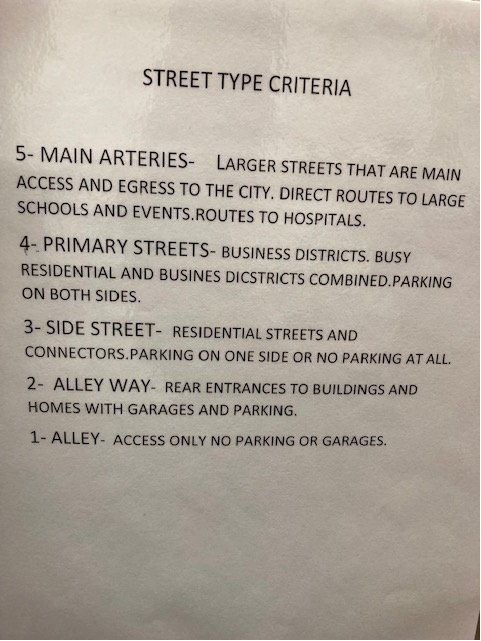 STREET TYPE CRITERIA
5- MAIN ARTERIES- LARGER STREETS THAT ARE MAIN
ACCESS AND EGRESS TO THE CITY. DIRECT ROUTES TO LARGE
SCHOOLS AND EVENTS.ROUTES TO HOSPITALS.
4- PRIMARY STREETS- BUSINESS DISTRICTS. BUSY
RESIDENTIAL AND BUSINES DICSTRICTS COMBINED.PARKING
ON BOTH SIDES.
3- SIDE STREET- RESIDENTIAL STREETS AND
CONNECTORS.PARKING ON ONE SIDE OR NO PARKING AT ALL.
2- ALLEY WAY- REAR ENTRANCES TO BUILDINGS AND
HOMES WITH GARAGES AND PARKING.
1- ALLEY- ACCESS ONLY NO PARKING OR GARAGES.